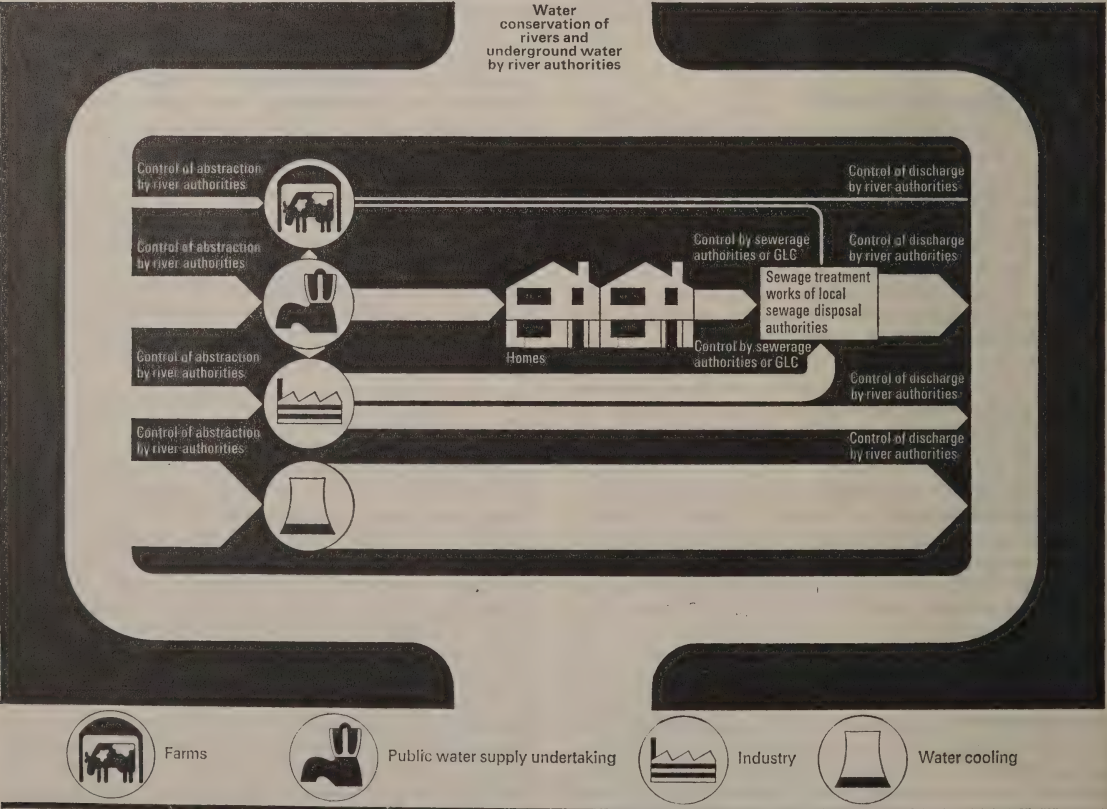 Water
conservation of
rivers and
underground water
by river authorities
Control of abstraction
by river authorities
Control of discharge
by river authorities
Control of abstraction
by river authorities
Control by sewerage
authorities or GLC
Control of discharge
by river authorities
Sewage treatment
works of local
sewage disposal
authorities
Homes
Control by sewerage
authorities or GLC
Control of abstraction
by river authorities
Control of discharge
by river authorities
Control of abstraction
by river authorities
Control of discharge
by river authorities
Farms
Public water supply undertaking
Industry
Water cooling